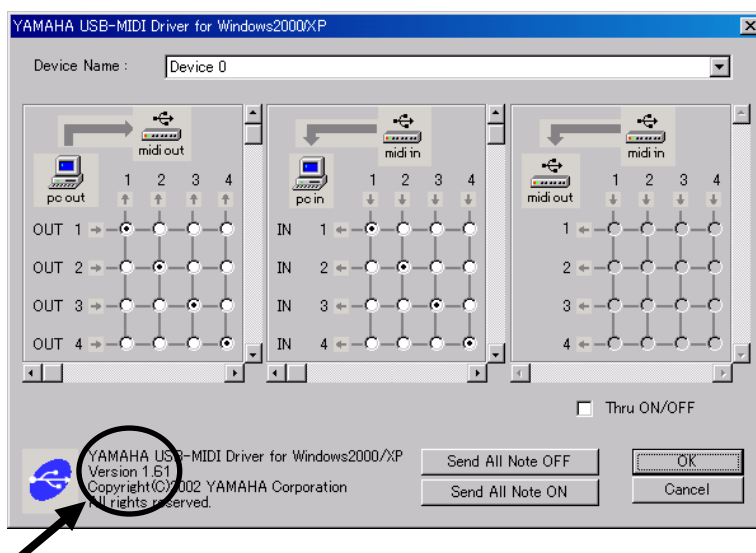 YAMAHA USB-MIDI Driver for Windows2000/XP
Device Name : Device 0
midi out
pc out 1 2 3 4
OUT 1
OUT 2
OUT 3
OUT 4
midi in
pc in 1 2 3 4
IN 1
IN 2
IN 3
IN 4
midi in
midi out 1 2 3 4
1
2
3
4
Thru ON/OFF
YAMAHA USB-MIDI Driver for Windows2000/XP
Version 1.61
Copyright(C)2002 YAMAHA Corporation
All rights reserved.
Send All Note OFF
Send All Note ON
OK
Cancel